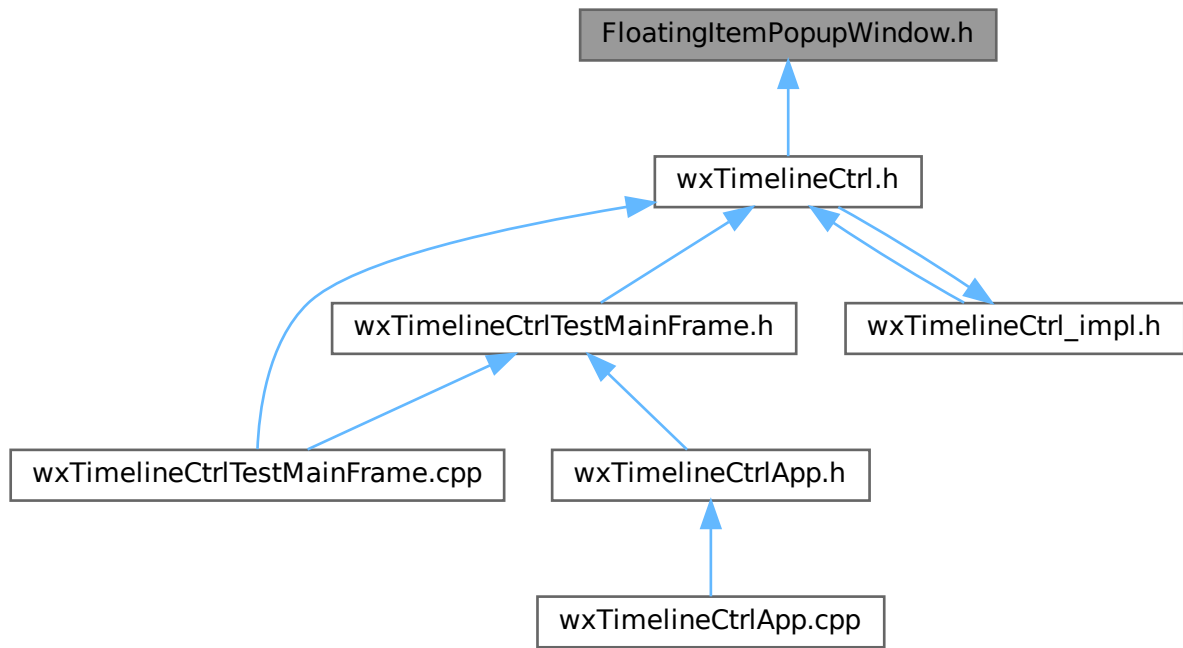 FloatingItemPopupWindow.h
wxTimelineCtrl.h
wxTimelineCtrlTestMainFrame.h
wxTimelineCtrl_impl.h
wxTimelineCtrlTestMainFrame.cpp
wxTimelineCtrlApp.h
wxTimelineCtrlApp.cpp